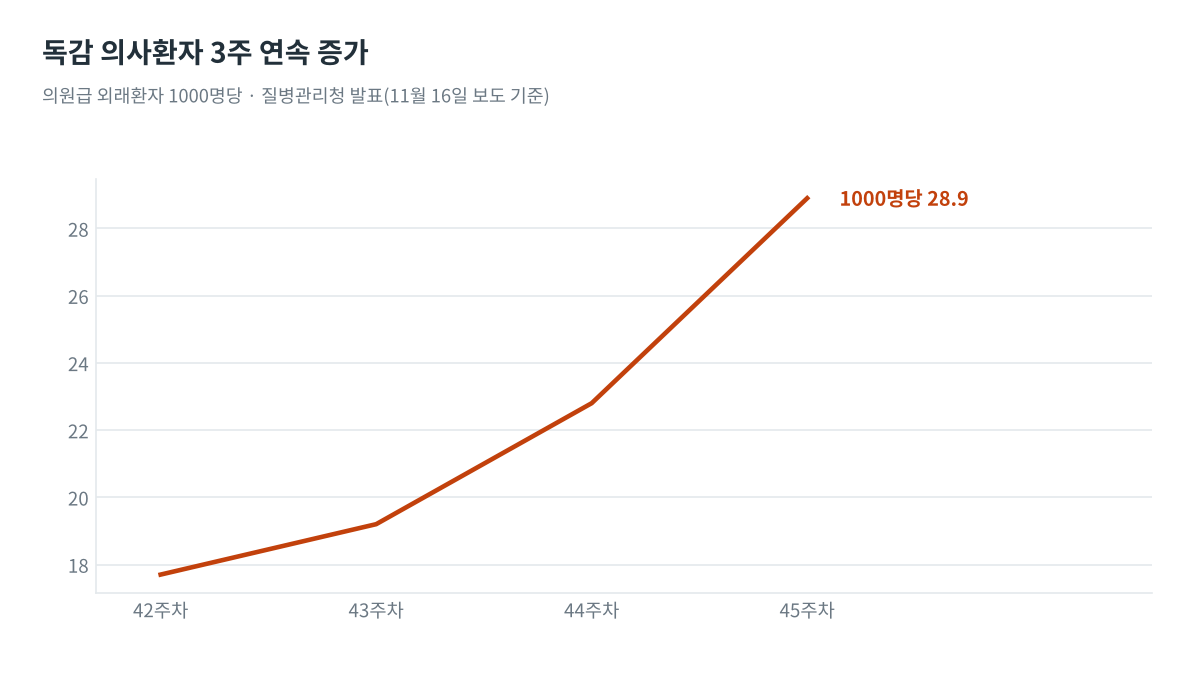 독감 의사환자 3주 연속 증가
의원급 외래환자 1000명당 · 질병관리청 발표(11월 16일 보도 기준)
1000명당 28.9
28
26
24
22
20
18
42주차 43주차 44주차 45주차